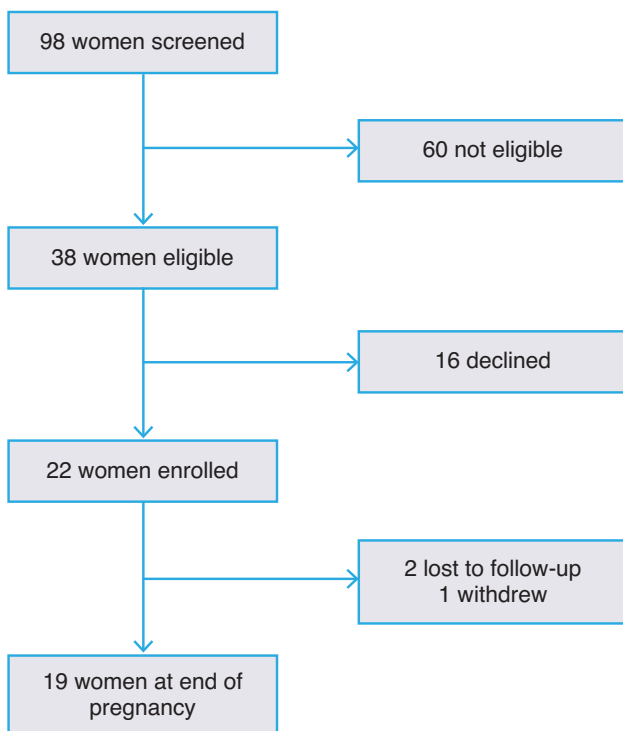 98 women screened
60 not eligible
38 women eligible
16 declined
22 women enrolled
2 lost to follow-up
1 withdrew
19 women at end of
pregnancy